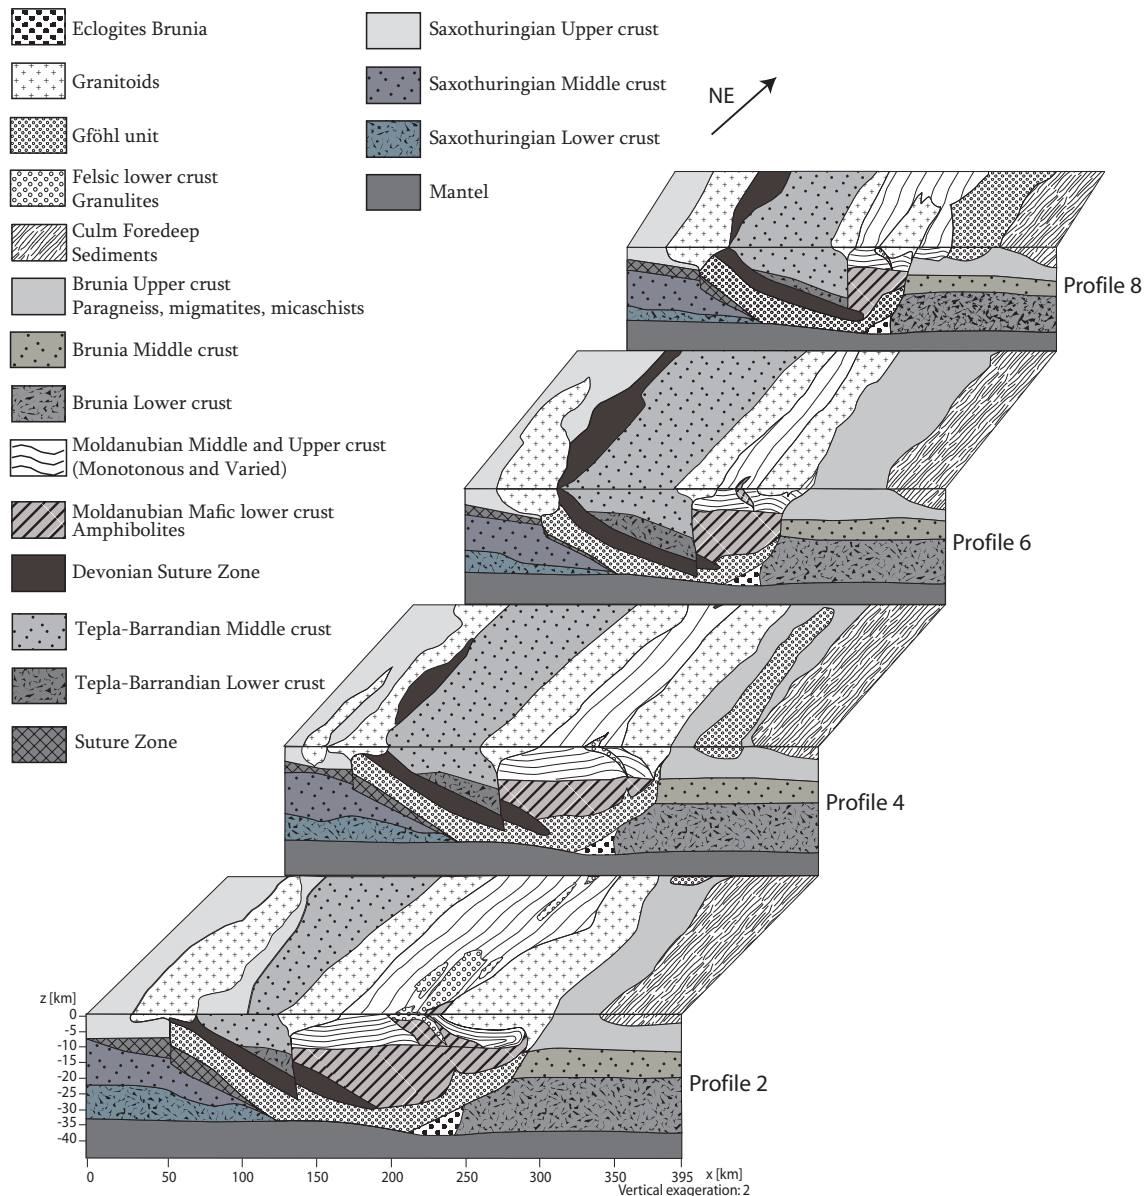 Eclogites Brunia
Granitoids
Gföhl unit
Felsic lower crust
Granulites
Culm Foredeep
Sediments
Brunia Upper crust
Paragneiss, migmatites, micaschists
Brunia Middle crust
Brunia Lower crust
Moldanubian Middle and Upper crust
(Monotonous and Varied)
Moldanubian Mafic lower crust
Amphibolites
Devonian Suture Zone
Tepla-Barrandian Middle crust
Tepla-Barrandian Lower crust
Suture Zone
Saxothuringian Upper crust
Saxothuringian Middle crust
Saxothuringian Lower crust
Mantel
NE
Profile 8
Profile 6
Profile 4
Profile 2
z [km]
0
-5
-10
-15
-20
-25
-30
-35
-40
0 50 100 150 200 250 300 350 395 x [km]
Vertical exageration: 2